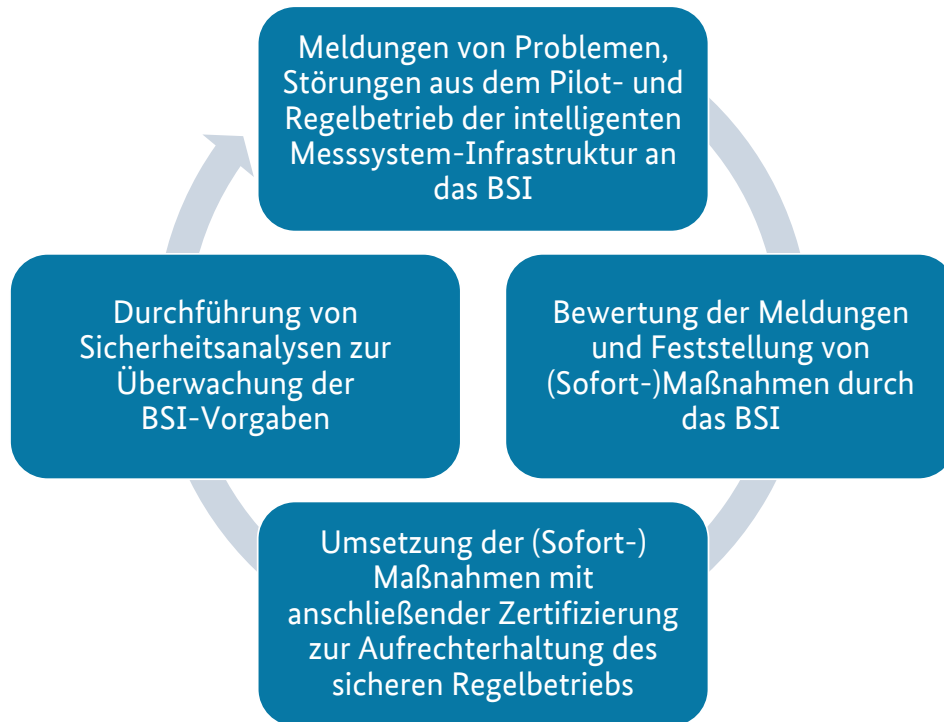 Meldungen von Problemen,
Störungen aus dem Pilot- und
Regelbetrieb der intelligenten
Messsystem-Infrastruktur an
das BSI
Bewertung der Meldungen
und Feststellung von
(Sofort-)Maßnahmen durch
das BSI
Umsetzung der (Sofort-)
Maßnahmen mit
anschließender Zertifizierung
zur Aufrechterhaltung des
sicheren Regelbetriebs
Durchführung von
Sicherheitsanalysen zur
Überwachung der
BSI-Vorgaben